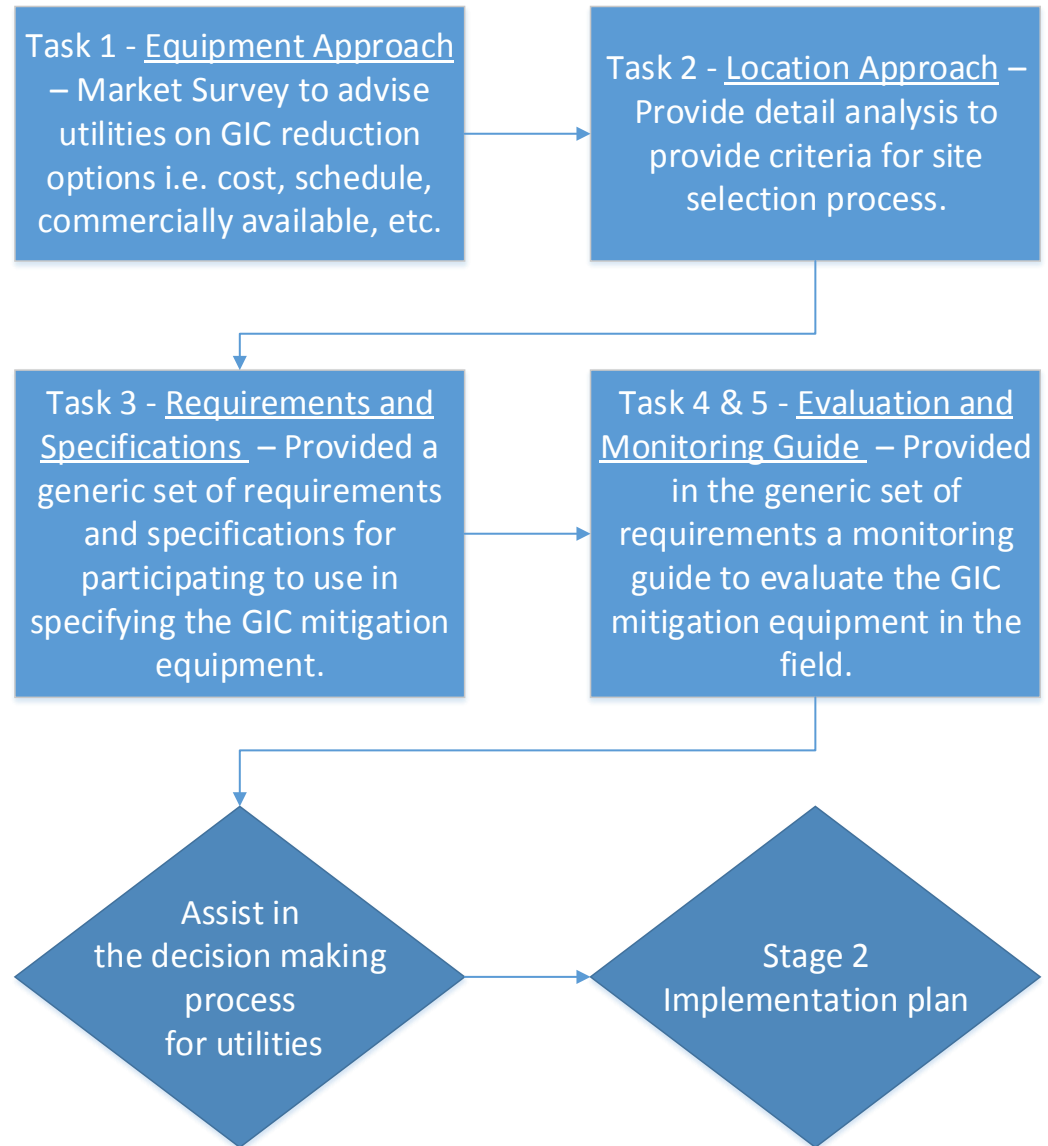 Task 1 - Equipment Approach
– Market Survey to advise
utilities on GIC reduction
options i.e. cost, schedule,
commercially available, etc.
Task 2 - Location Approach –
Provide detail analysis to
provide criteria for site
selection process.
Task 3 - Requirements and
Specifications – Provided a
generic set of requirements
and specifications for
participating to use in
specifying the GIC mitigation
equipment.
Task 4 & 5 - Evaluation and
Monitoring Guide – Provided
in the generic set of
requirements a monitoring
guide to evaluate the GIC
mitigation equipment in the
field.
Assist in
the decision making
process
for utilities
Stage 2
Implementation plan